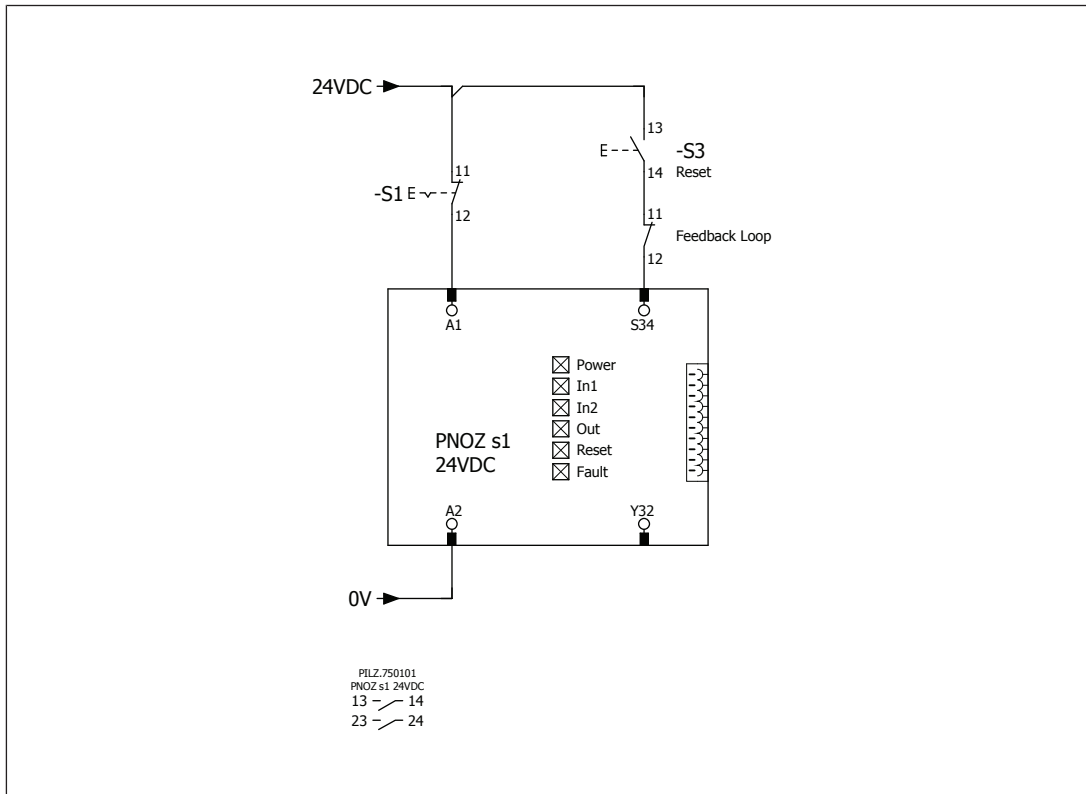 24VDC
13
-S3
14 Reset
11
-S1
12
11
Feedback Loop
12
A1
S34
Power
In1
In2
Out
Reset
Fault
PNOZ s1
24VDC
A2
Y32
0V
PILZ.750101
PNOZ s1 24VDC
13 14
23 24